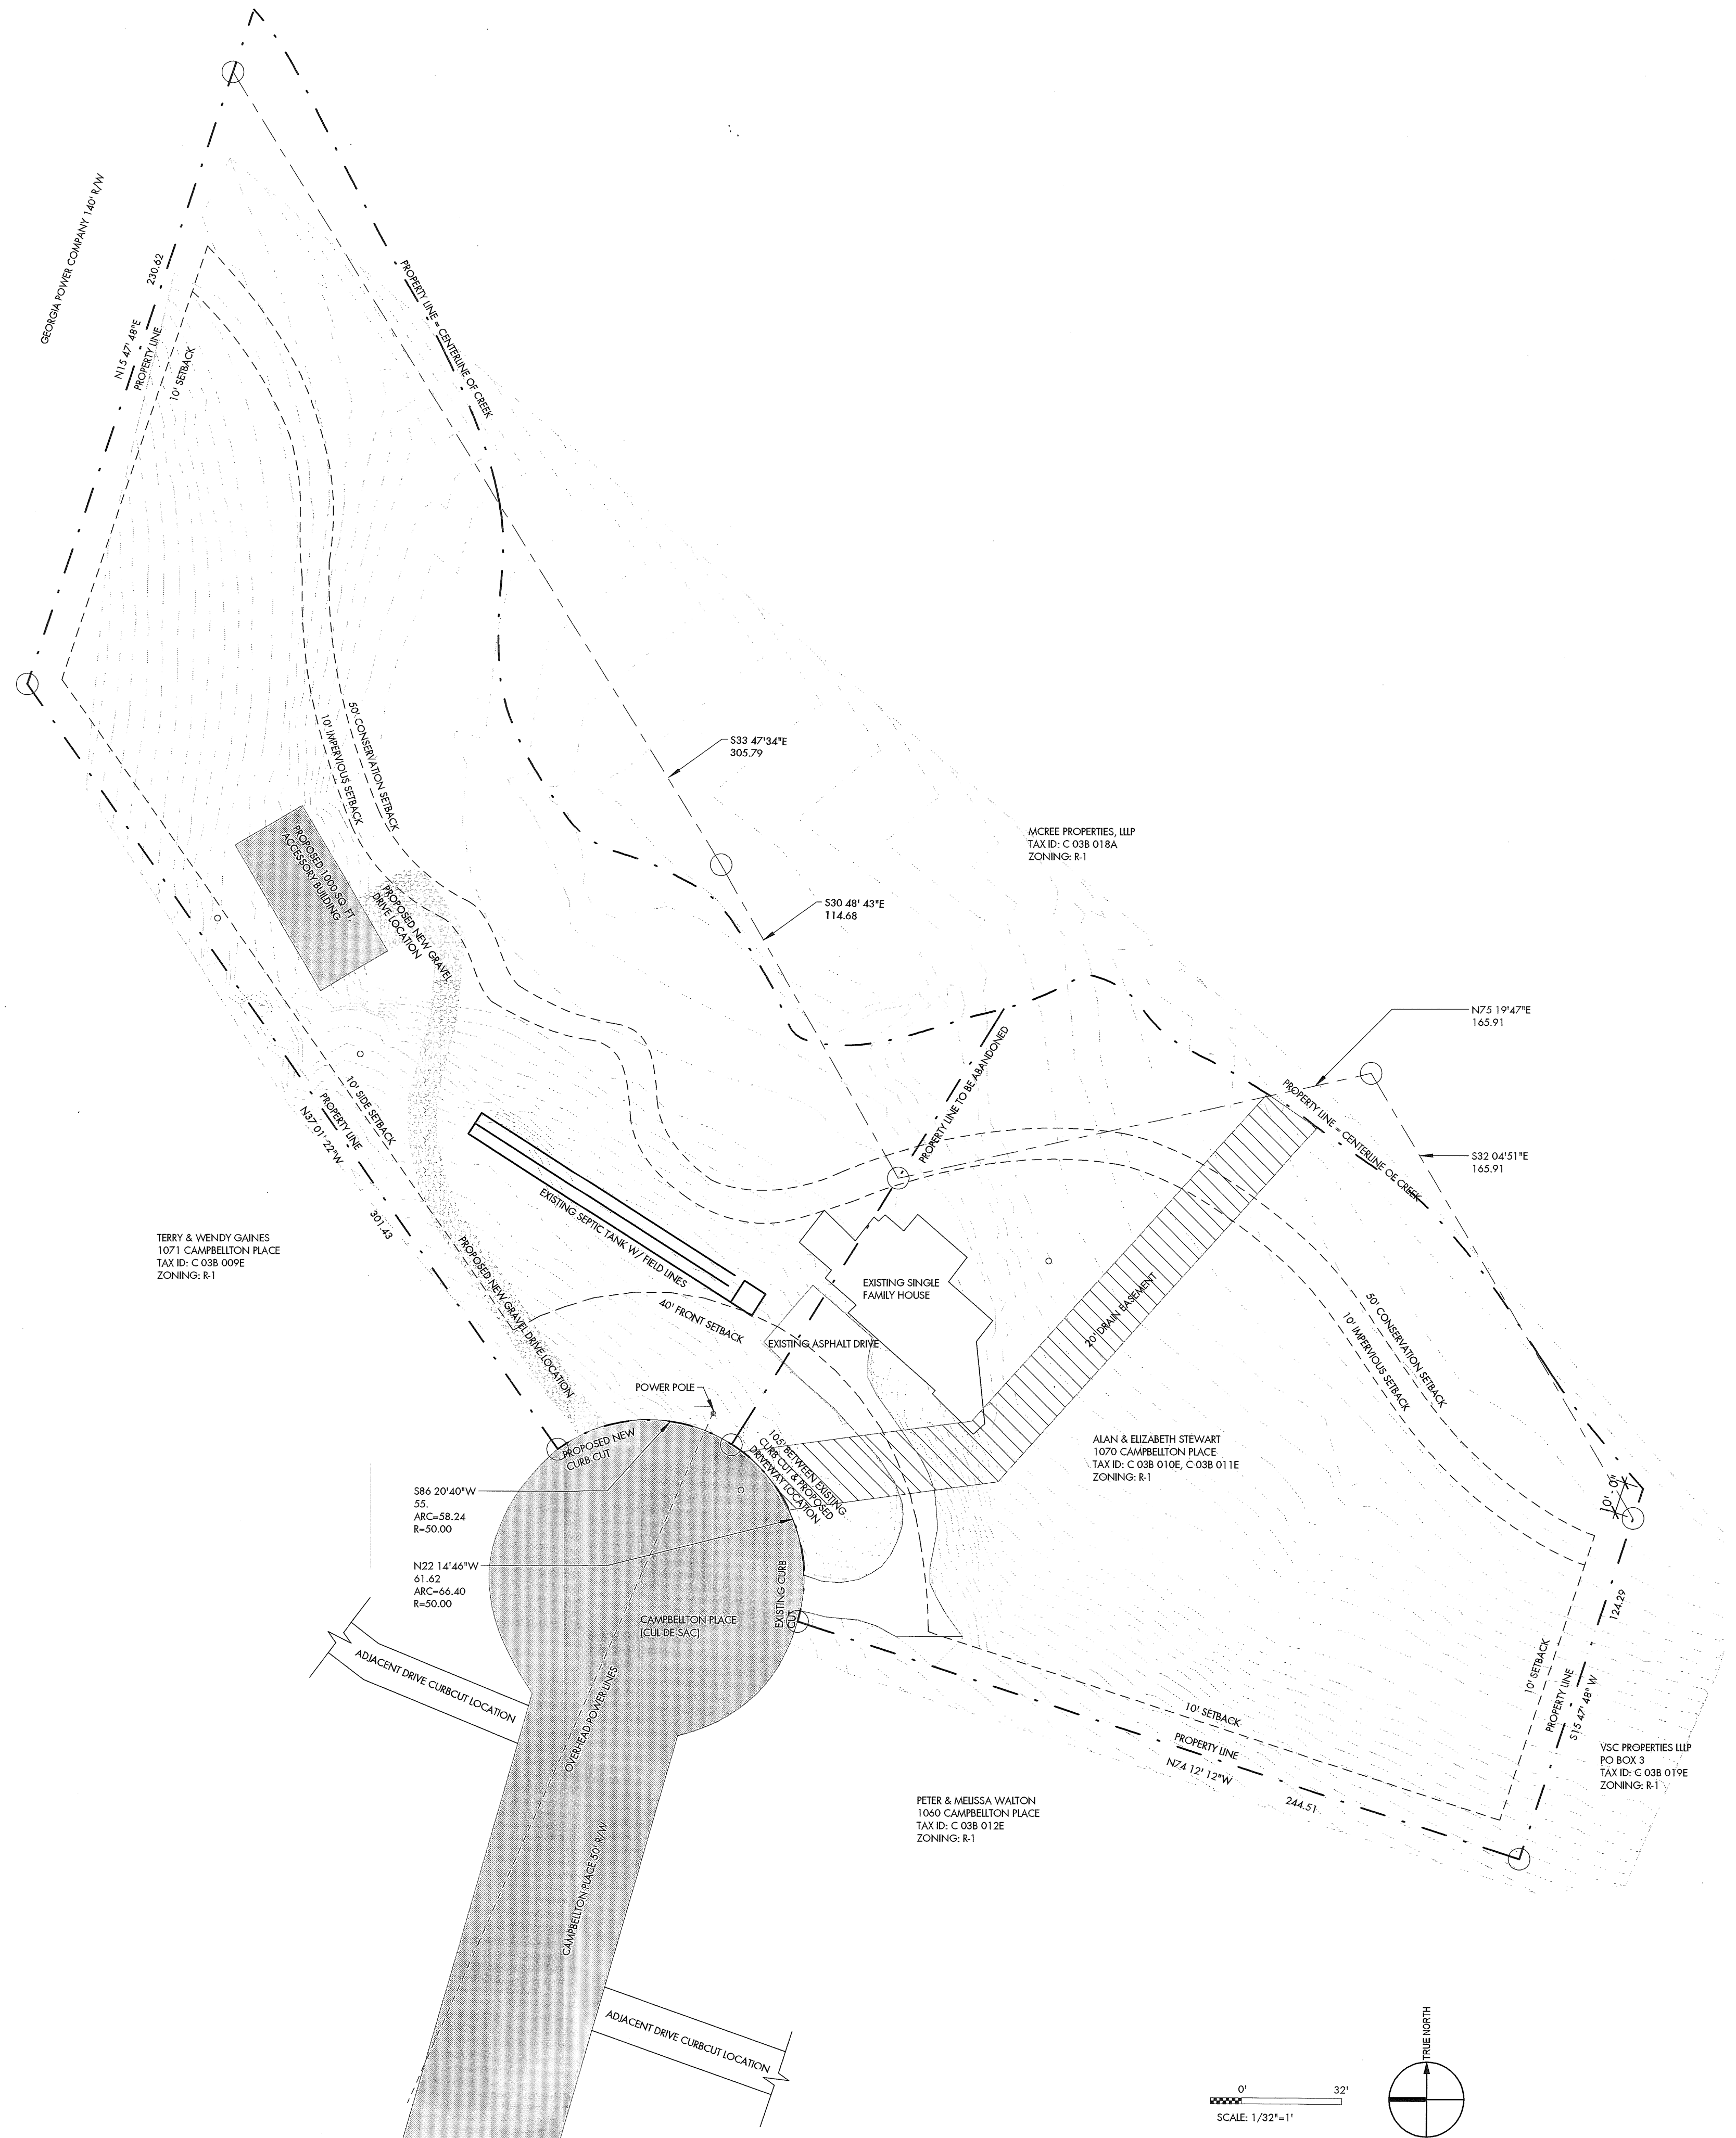 GEORGIA POWER COMPANY 140' R/W
230.62
N15 47' 48"E
PROPERTY LINE
10' SETBACK
PROPERTY LINE = CENTERLINE OF CREEK
50' CONSERVATION SETBACK
10' IMPERVIOUS SETBACK
S33 47'34"E
305.79
PROPOSED 1000 SQ. FT.
ACCESSORY BUILDING
PROPOSED NEW GRAVEL
DRIVE LOCATION
MCREE PROPERTIES, LLLP
TAX ID: C 03B 018A
ZONING: R-1
S30 48' 43"E
114.68
N75 19'47"E
165.91
PROPERTY LINE TO BE ABANDONED
PROPERTY LINE = CENTERLINE OF CREEK
S32 04'51"E
165.91
10' SIDE SETBACK
PROPERTY LINE
N37 01' 22"W
301.43
EXISTING SEPTIC TANK W/ FIELD LINES
TERRY & WENDY GAINES
1071 CAMPBELLTON PLACE
TAX ID: C 03B 009E
ZONING: R-1
PROPOSED NEW GRAVEL DRIVE LOCATION
40' FRONT SETBACK
EXISTING SINGLE
FAMILY HOUSE
EXISTING ASPHALT DRIVE
20' DRAIN EASEMENT
50' CONSERVATION SETBACK
10' IMPERVIOUS SETBACK
POWER POLE
PROPOSED NEW
CURB CUT
105' BETWEEN EXISTING
CURB CUT & PROPOSED
DRIVEWAY LOCATION
ALAN & ELIZABETH STEWART
1070 CAMPBELLTON PLACE
TAX ID: C 03B 010E, C 03B 011E
ZONING: R-1
S86 20'40"W
55.
ARC=58.24
R=50.00
N22 14'46"W
61.62
ARC=66.40
R=50.00
10' - 0"
EXISTING CURB
CUT
CAMPBELLTON PLACE
(CUL DE SAC)
ADJACENT DRIVE CURBCUT LOCATION
OVERHEAD POWER LINES
124.29
10' SETBACK
PROPERTY LINE
S15 47' 48" W
10' SETBACK
PROPERTY LINE
N74 12' 12"W
244.51
VSC PROPERTIES LLLP
PO BOX 3
TAX ID: C 03B 019E
ZONING: R-1
PETER & MELISSA WALTON
1060 CAMPBELLTON PLACE
TAX ID: C 03B 012E
ZONING: R-1
CAMPBELLTON PLACE 50' R/W
ADJACENT DRIVE CURBCUT LOCATION
TRUE NORTH
0' 32'
SCALE: 1/32"=1'